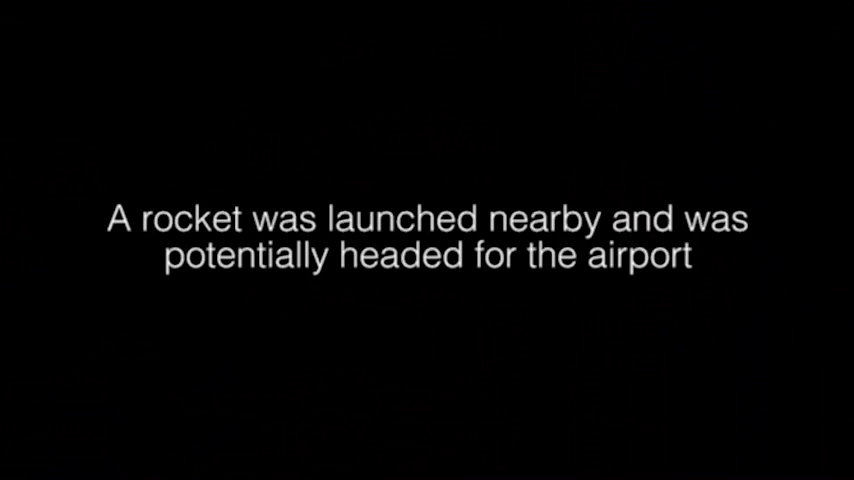 A rocket was launched nearby and was
potentially headed for the airport